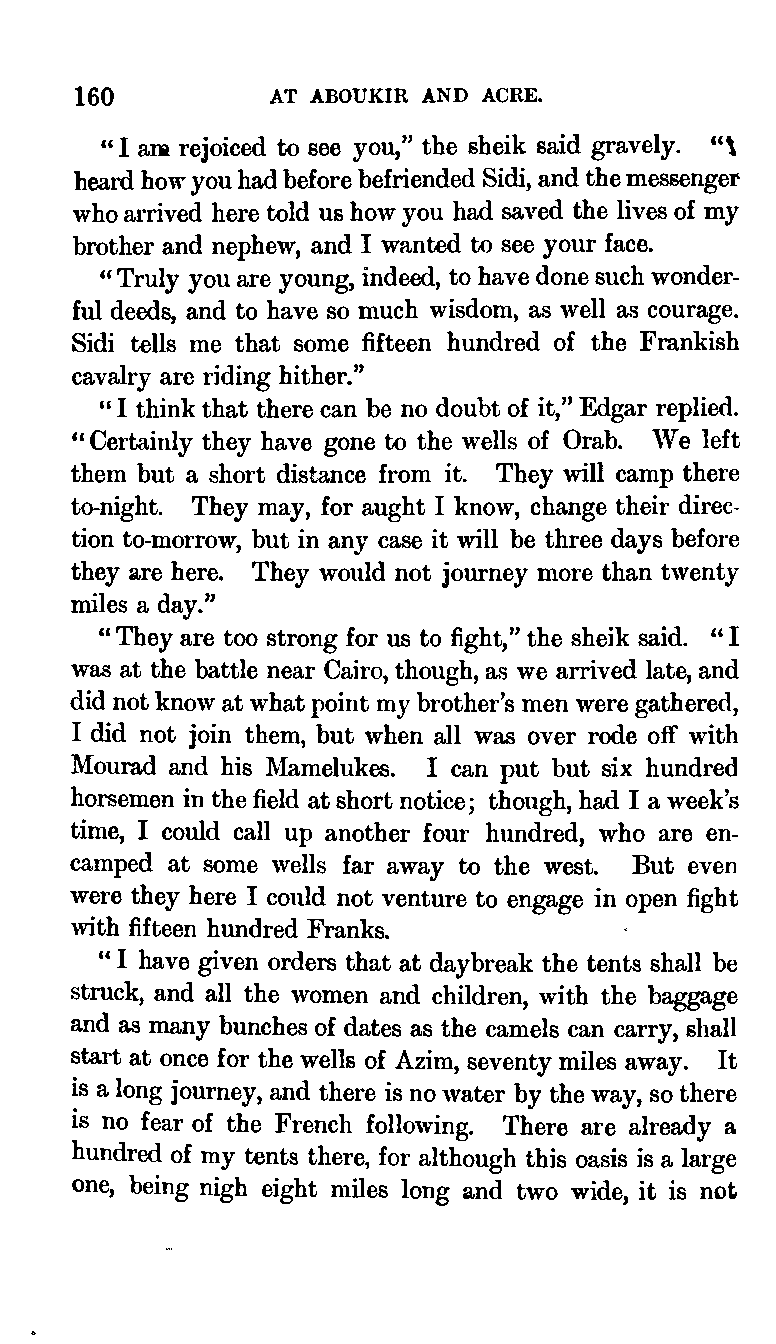 160 AT ABOUKIR AND ACRE.
"I am rejoiced to see you," the sheik said gravely. "I
heard how you had before befriended Sidi, and the messenger
who arrived here told us how you had saved the lives of my
brother and nephew, and I wanted to see your face.
"Truly you are young, indeed, to have done such wonder-
ful deeds, and to have so much wisdom, as well as courage.
Sidi tells me that some fifteen hundred of the Frankish
cavalry are riding hither."
"I think that there can be no doubt of it," Edgar replied.
"Certainly they have gone to the wells of Orab. We left
them but a short distance from it. They will camp there
to-night. They may, for aught I know, change their direc-
tion to-morrow, but in any case it will be three days before
they are here. They would not journey more than twenty
miles a day."
"They are too strong for us to fight," the sheik said. "I
was at the battle near Cairo, though, as we arrived late, and
did not know at what point my brother's men were gathered,
I did not join them, but when all was over rode off with
Mourad and his Mamelukes. I can put but six hundred
horsemen in the field at short notice; though, had I a week's
time, I could call up another four hundred, who are en-
camped at some wells far away to the west. But even
were they here I could not venture to engage in open fight
with fifteen hundred Franks.
"I have given orders that at daybreak the tents shall be
struck, and all the women and children, with the baggage
and as many bunches of dates as the camels can carry, shall
start at once for the wells of Azim, seventy miles away. It
is a long journey, and there is no water by the way, so there
is no fear of the French following. There are already a
hundred of my tents there, for although this oasis is a large
one, being nigh eight miles long and two wide, it is not